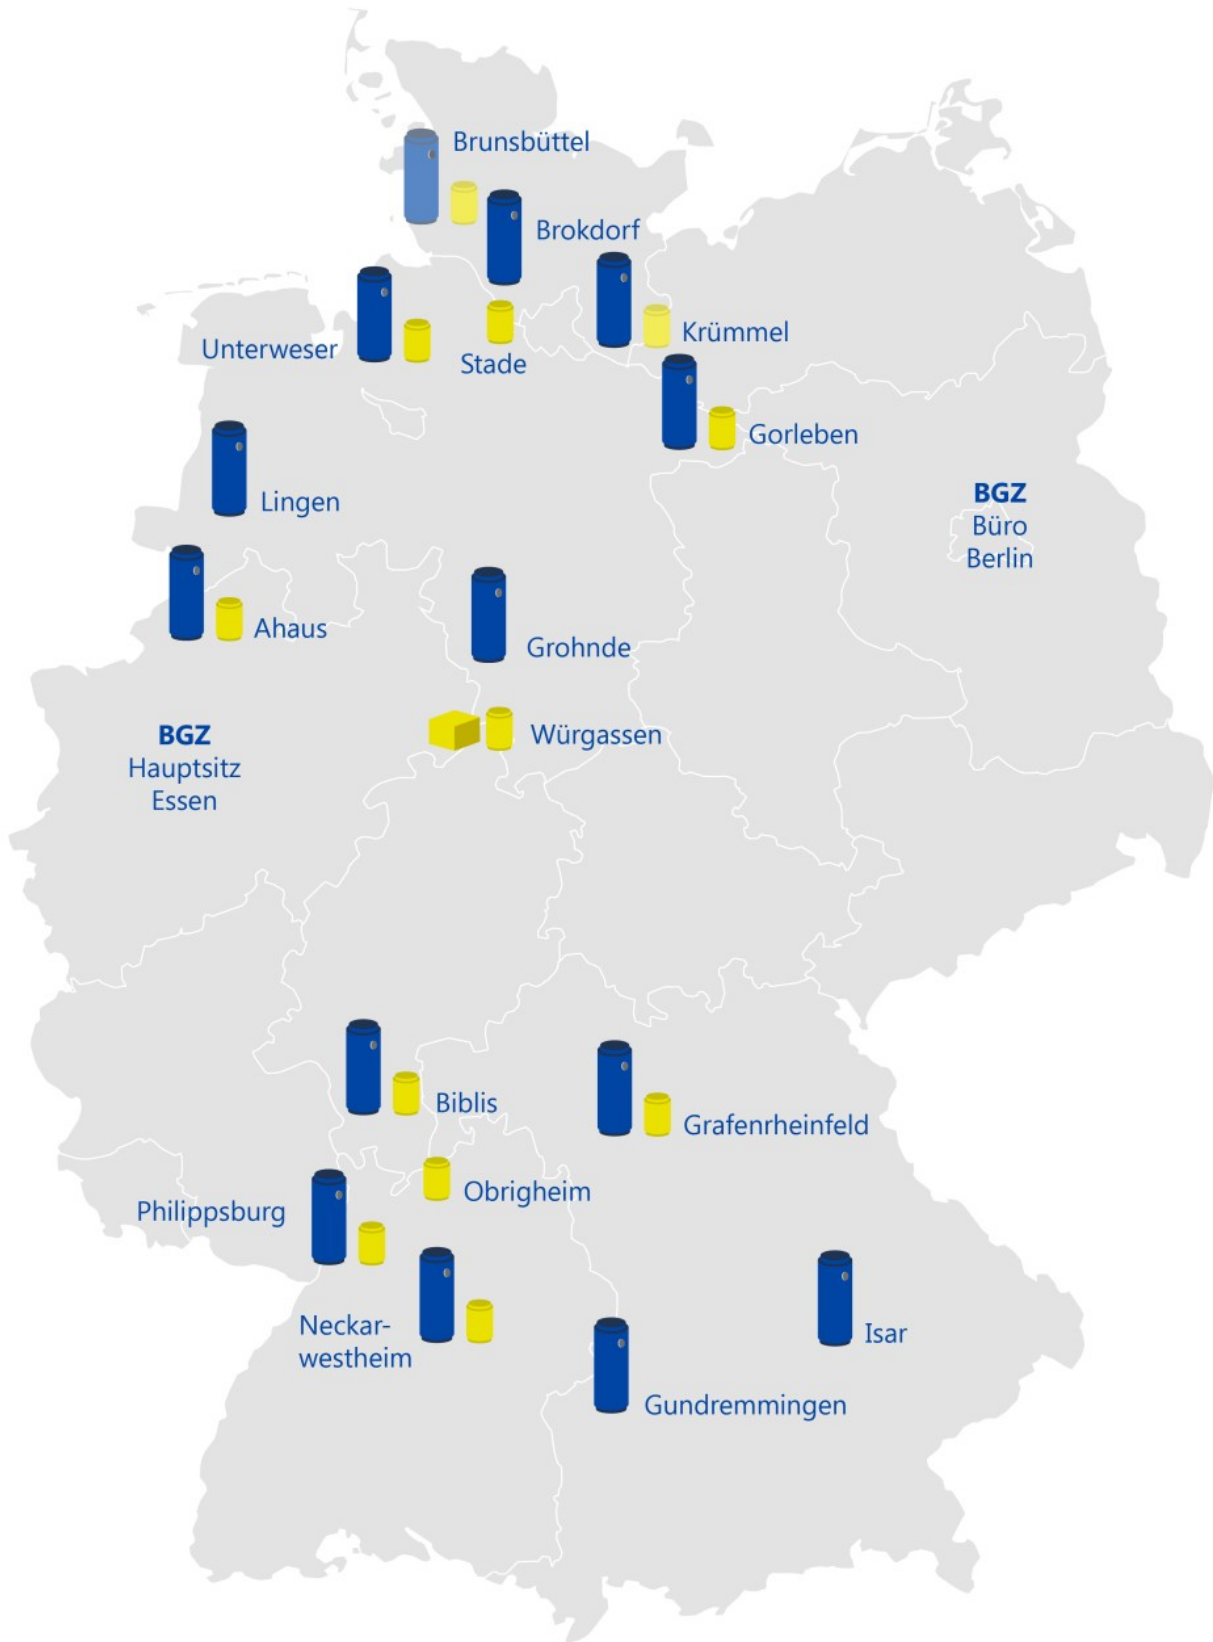 Brunsbüttel
Brokdorf
Unterweser
Stade
Krümmel
Gorleben
Lingen
BGZ
Büro
Berlin
Ahaus
Grohnde
BGZ
Hauptsitz
Essen
Würgassen
Biblis
Grafenrheinfeld
Obrigheim
Philippsburg
Neckar-
westheim
Isar
Gundremmingen